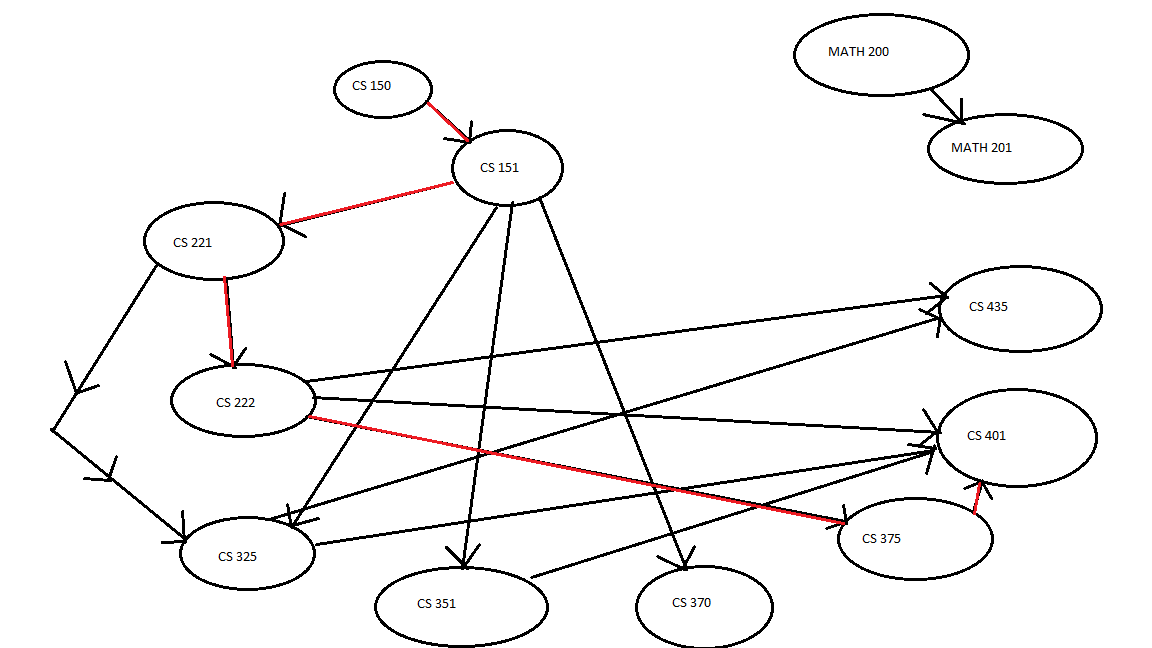 MATH 200
CS 150
MATH 201
CS 151
CS 221
CS 435
CS 222
CS 401
CS 375
CS 325
CS 351
CS 370